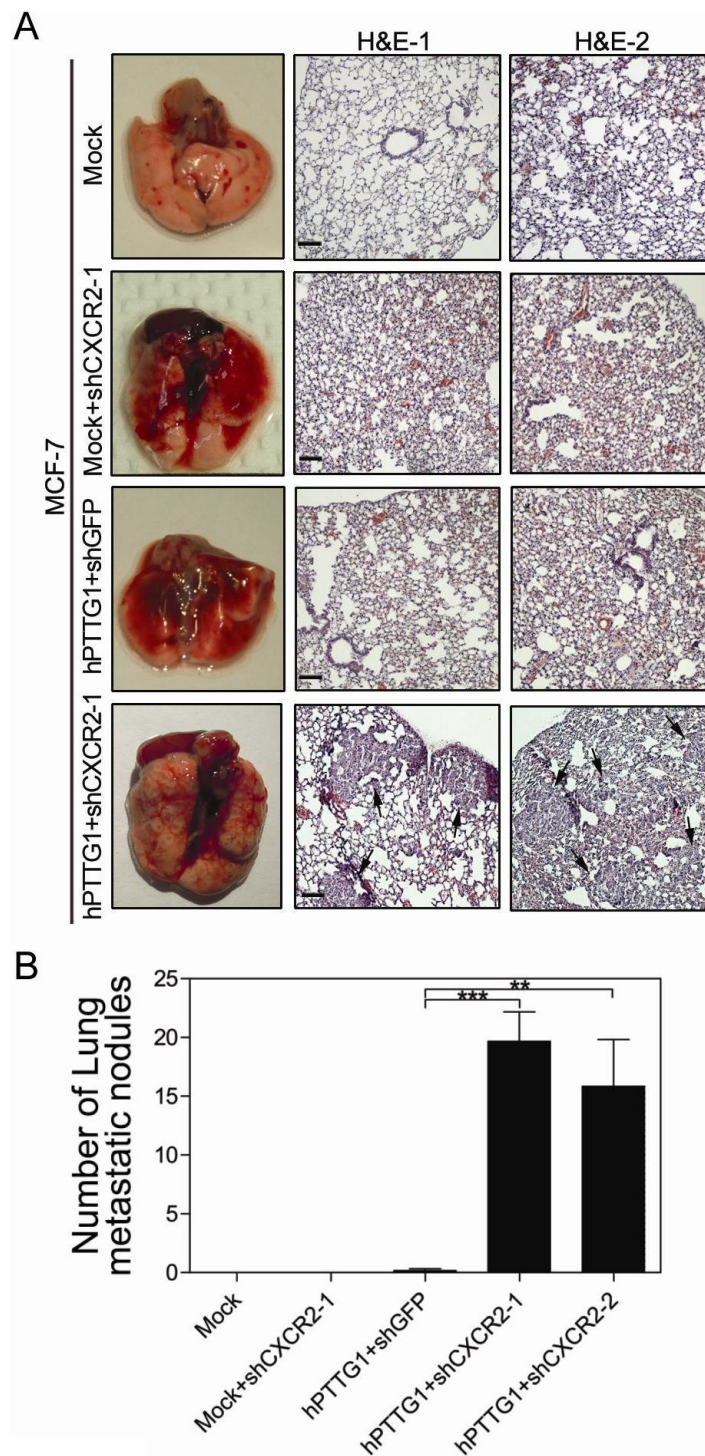 A
H&E-1
H&E-2
MCF-7
Mock
Mock+shCXCR2-1
hPTTG1+shGFP
hPTTG1+shCXCR2-1
B
Number of Lung
metastatic nodules
25
20
15
10
5
0
***
**
Mock
Mock+shCXCR2-1
hPTTG1+shGFP
hPTTG1+shCXCR2-1
hPTTG1+shCXCR2-2